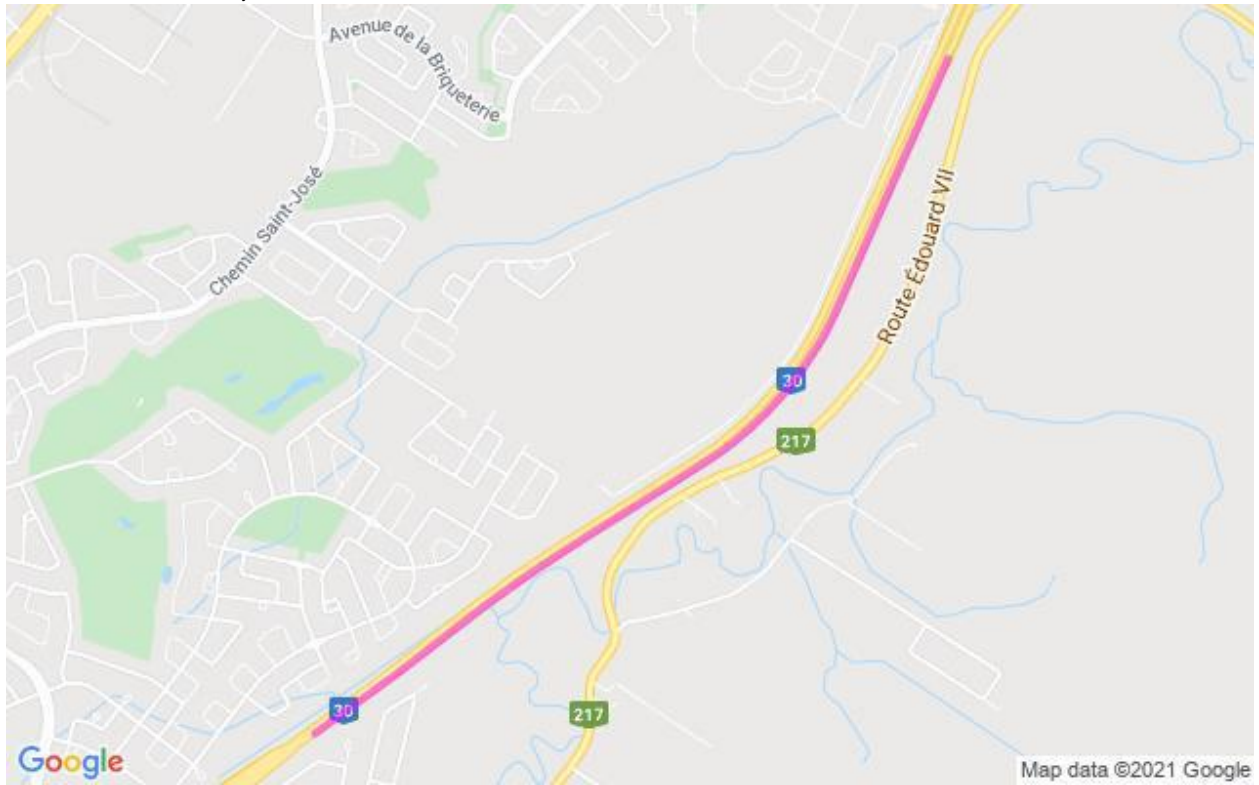 Avenue de la
Briqueterie
Chemin Saint-José
Route Édouard VII
30
217
30
217
Google
Map data ©2021 Google